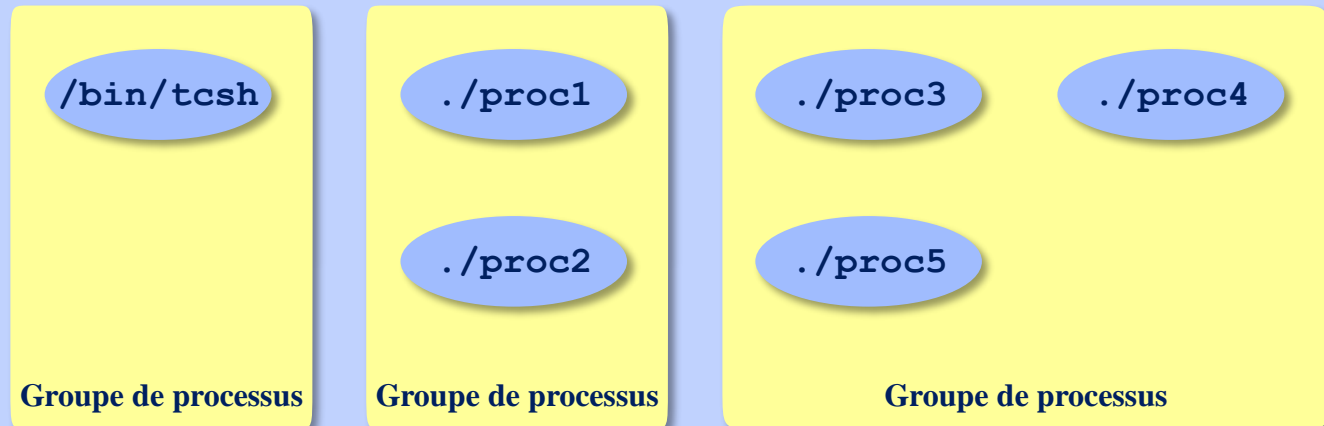 /bin/tcsh
./proc1
./proc3
./proc4
./proc2
./proc5
Groupe de processus
Groupe de processus
Groupe de processus